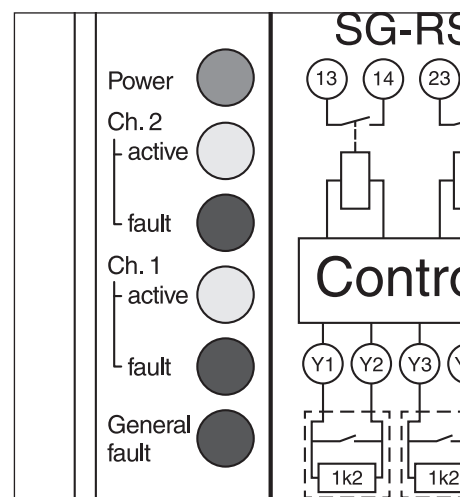 SG-RS
13 14 23
Power
Ch. 2
active
fault
Ch. 1
active
fault
General
fault
Contro
Y1 Y2 Y3
1k2 1k2